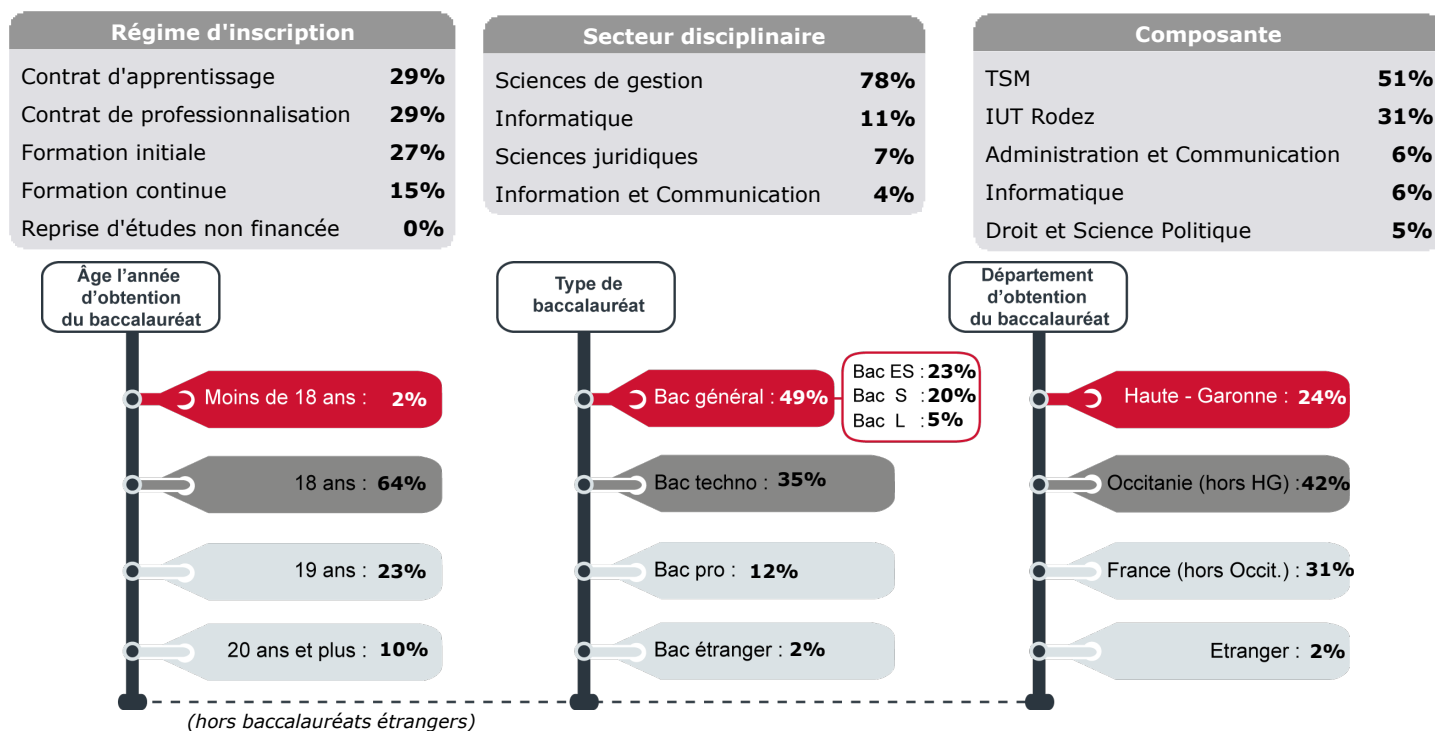 Régime d'inscription
Contrat d'apprentissage 29%
Contrat de professionnalisation 29%
Formation initiale 27%
Formation continue 15%
Reprise d'études non financée 0%
Secteur disciplinaire
Sciences de gestion 78%
Informatique 11%
Sciences juridiques 7%
Information et Communication 4%
Composante
TSM 51%
IUT Rodez 31%
Administration et Communication 6%
Informatique 6%
Droit et Science Politique 5%
Âge l'année
d'obtention
du baccalauréat
Moins de 18 ans : 2%
18 ans : 64%
19 ans : 23%
20 ans et plus : 10%
(hors baccalauréats étrangers)
Type de
baccalauréat
Bac général : 49%
Bac ES : 23%
Bac S : 20%
Bac L : 5%
Bac techno : 35%
Bac pro : 12%
Bac étranger : 2%
Département
d'obtention
du baccalauréat
Haute - Garonne : 24%
Occitanie (hors HG) : 42%
France (hors Occit.) : 31%
Etranger : 2%